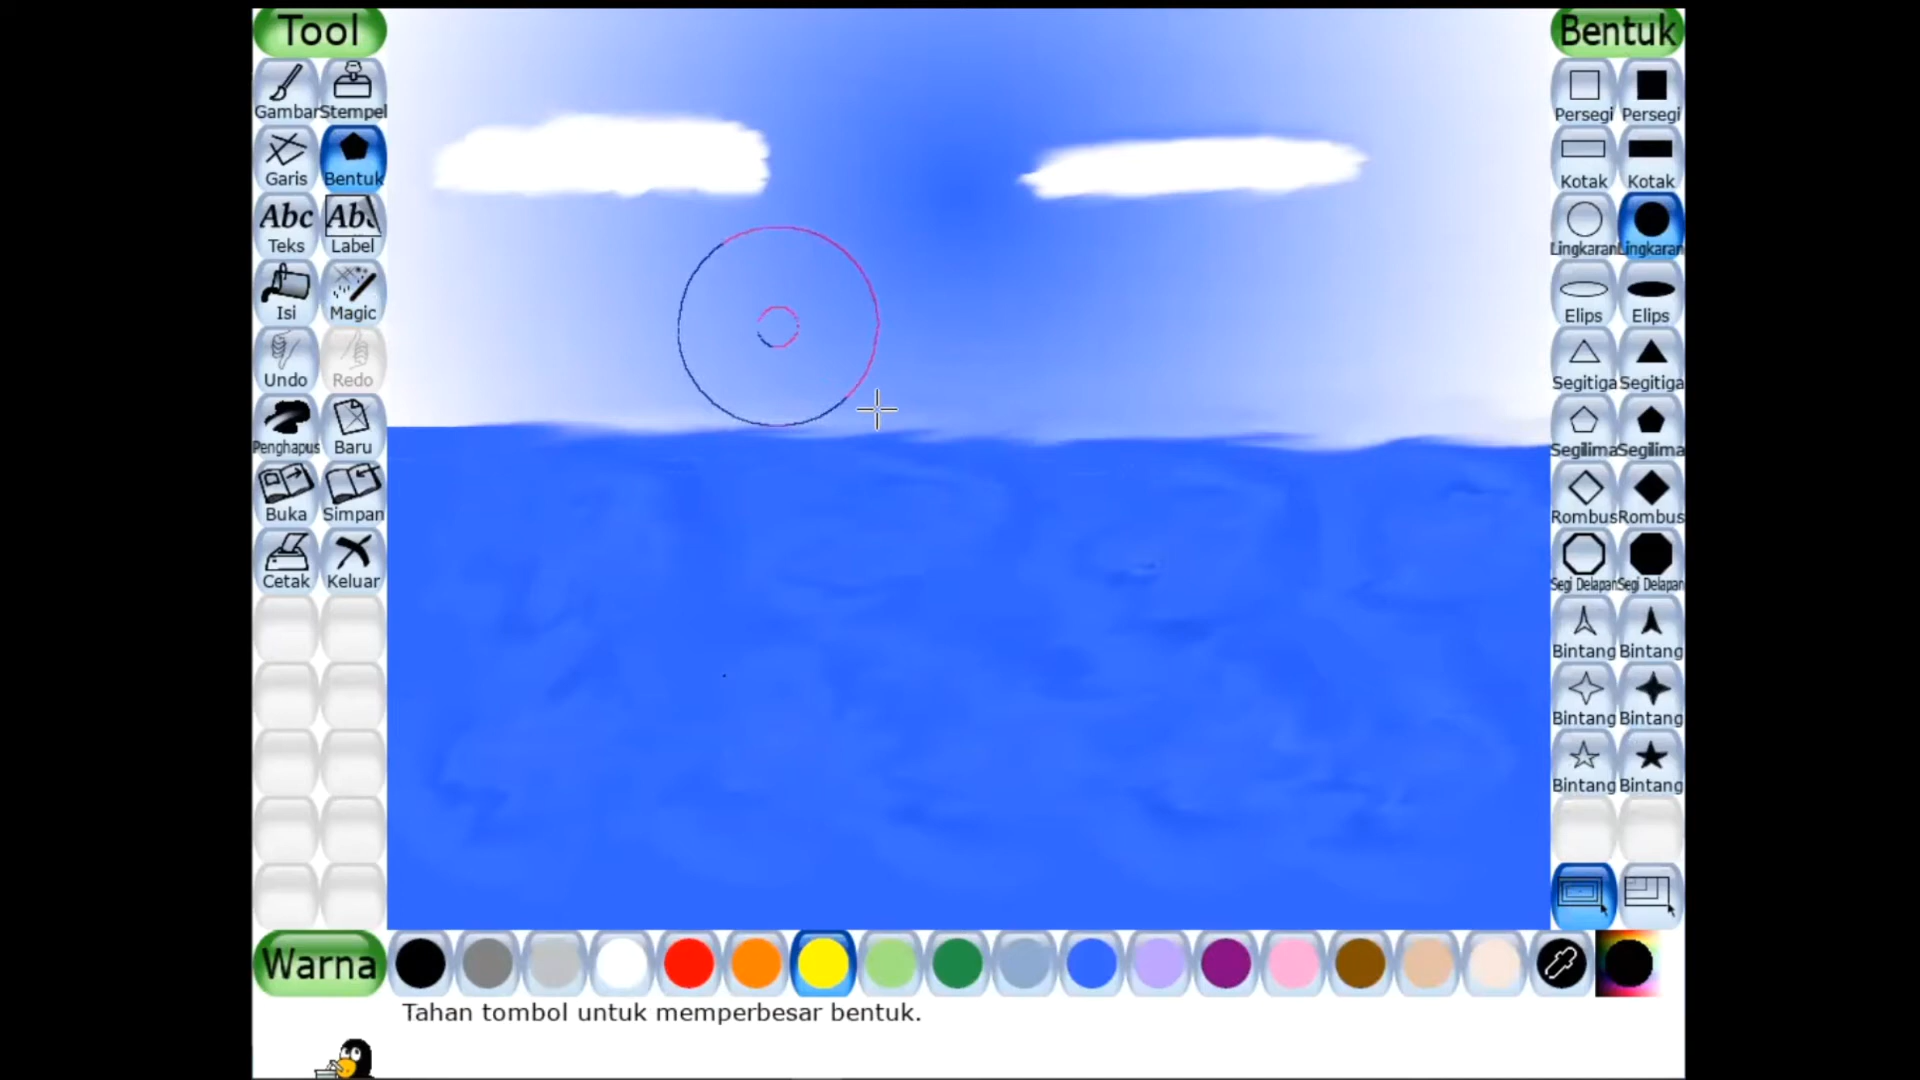 Tool
Gambar Stempel
Garis Bentuk
Abc Abc
Teks Label
Isi Magic
Undo Redo
Penghapus Baru
Buka Simpan
Cetak Keluar
Bentuk
Persegi Persegi
Kotak Kotak
Lingkaran Lingkaran
Elips Elips
Segitiga Segitiga
Segilima Segilima
Rombus Rombus
Segi Delapan Segi Delapan
Bintang Bintang
Bintang Bintang
Bintang Bintang
Warna
Tahan tombol untuk memperbesar bentuk.